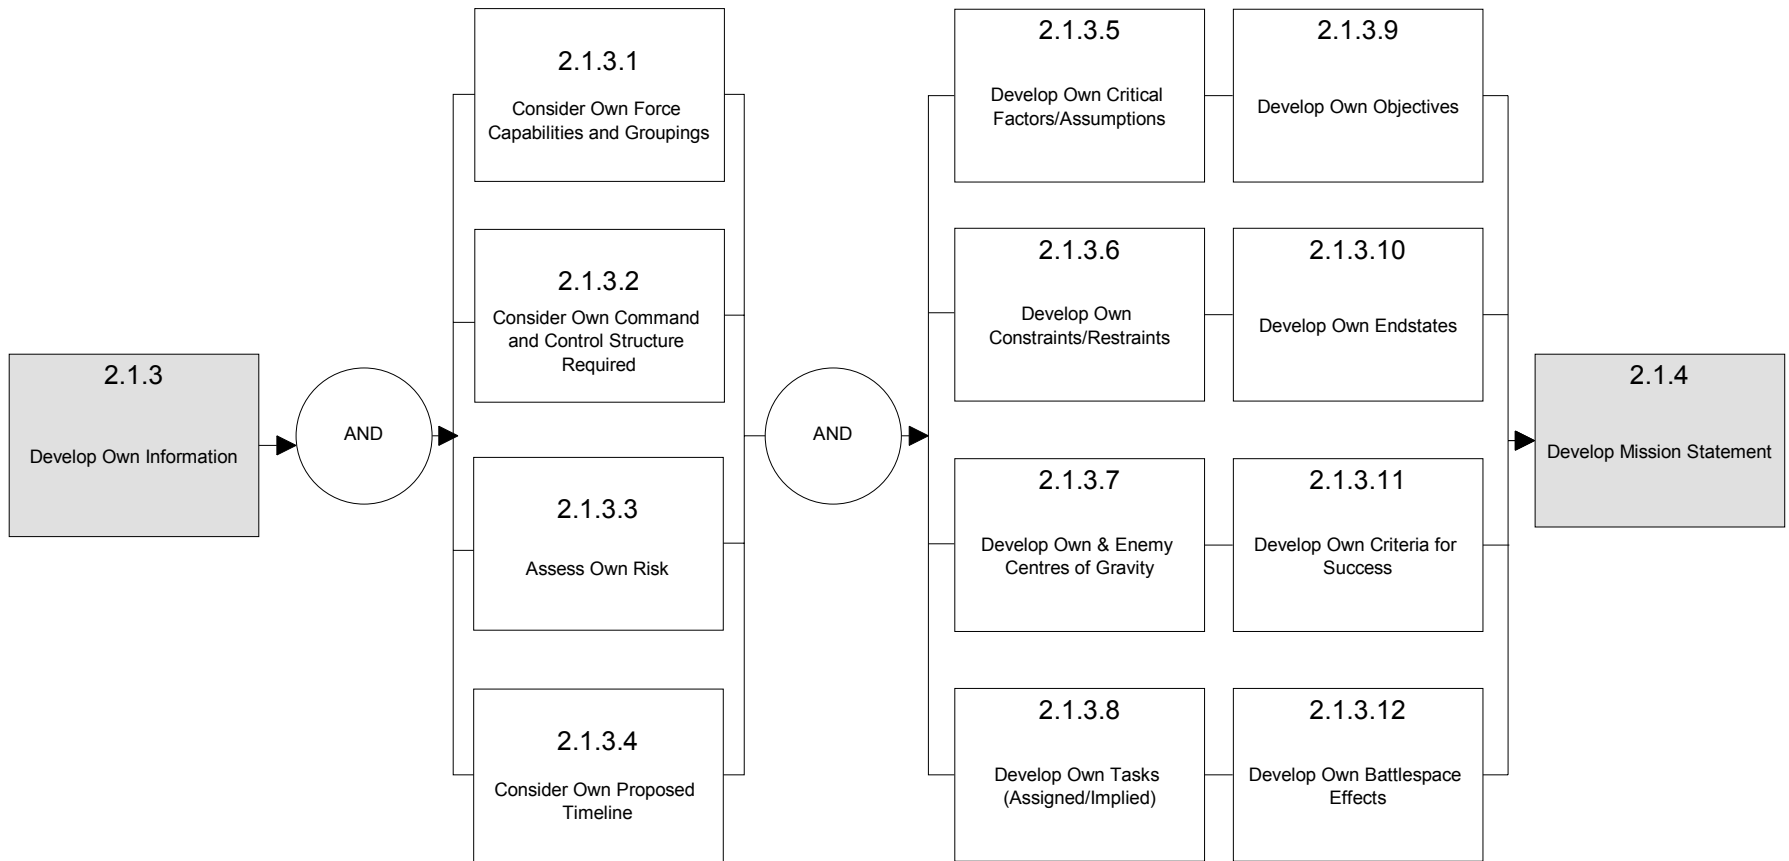 2.1.3
Develop Own Information
AND
2.1.3.1
Consider Own Force
Capabilities and Groupings
2.1.3.2
Consider Own Command
and Control Structure
Required
2.1.3.3
Assess Own Risk
2.1.3.4
Consider Own Proposed
Timeline
AND
2.1.3.5
Develop Own Critical
Factors/Assumptions
2.1.3.9
Develop Own Objectives
2.1.3.6
Develop Own
Constraints/Restraints
2.1.3.10
Develop Own Endstates
2.1.3.7
Develop Own & Enemy
Centres of Gravity
2.1.3.11
Develop Own Criteria for
Success
2.1.3.8
Develop Own Tasks
(Assigned/Implied)
2.1.3.12
Develop Own Battlespace
Effects
2.1.4
Develop Mission Statement